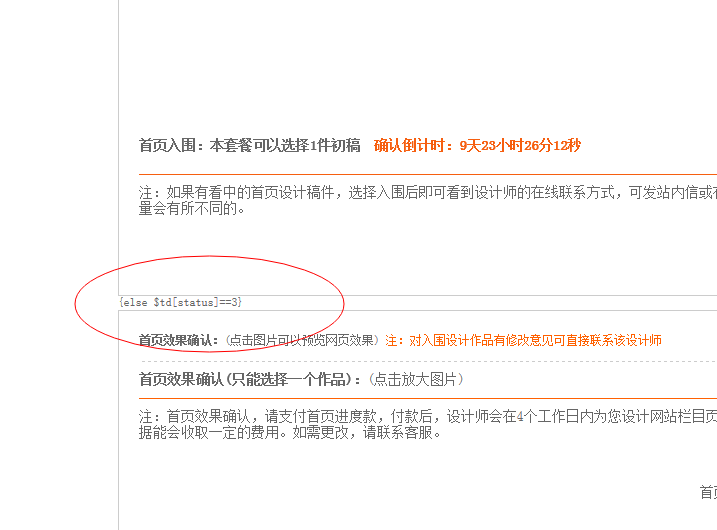 首页入围：本套餐可以选择1件初稿 确认倒计时：9天23小时26分12秒
注：如果有看中的首页设计稿件，选择入围后即可看到设计师的在线联系方式，可发站内信或
量会有所不同的。
{else $td[status]==3}
首页效果确认：(点击图片可以预览网页效果) 注：对入围设计作品有修改意见可直接联系该设计师
首页效果确认(只能选择一个作品)：(点击放大图片)
注：首页效果确认，请支付首页进度款，付款后，设计师会在4个工作日内为您设计网站栏目页
据能会收取一定的费用。如需更改，请联系客服。
首页